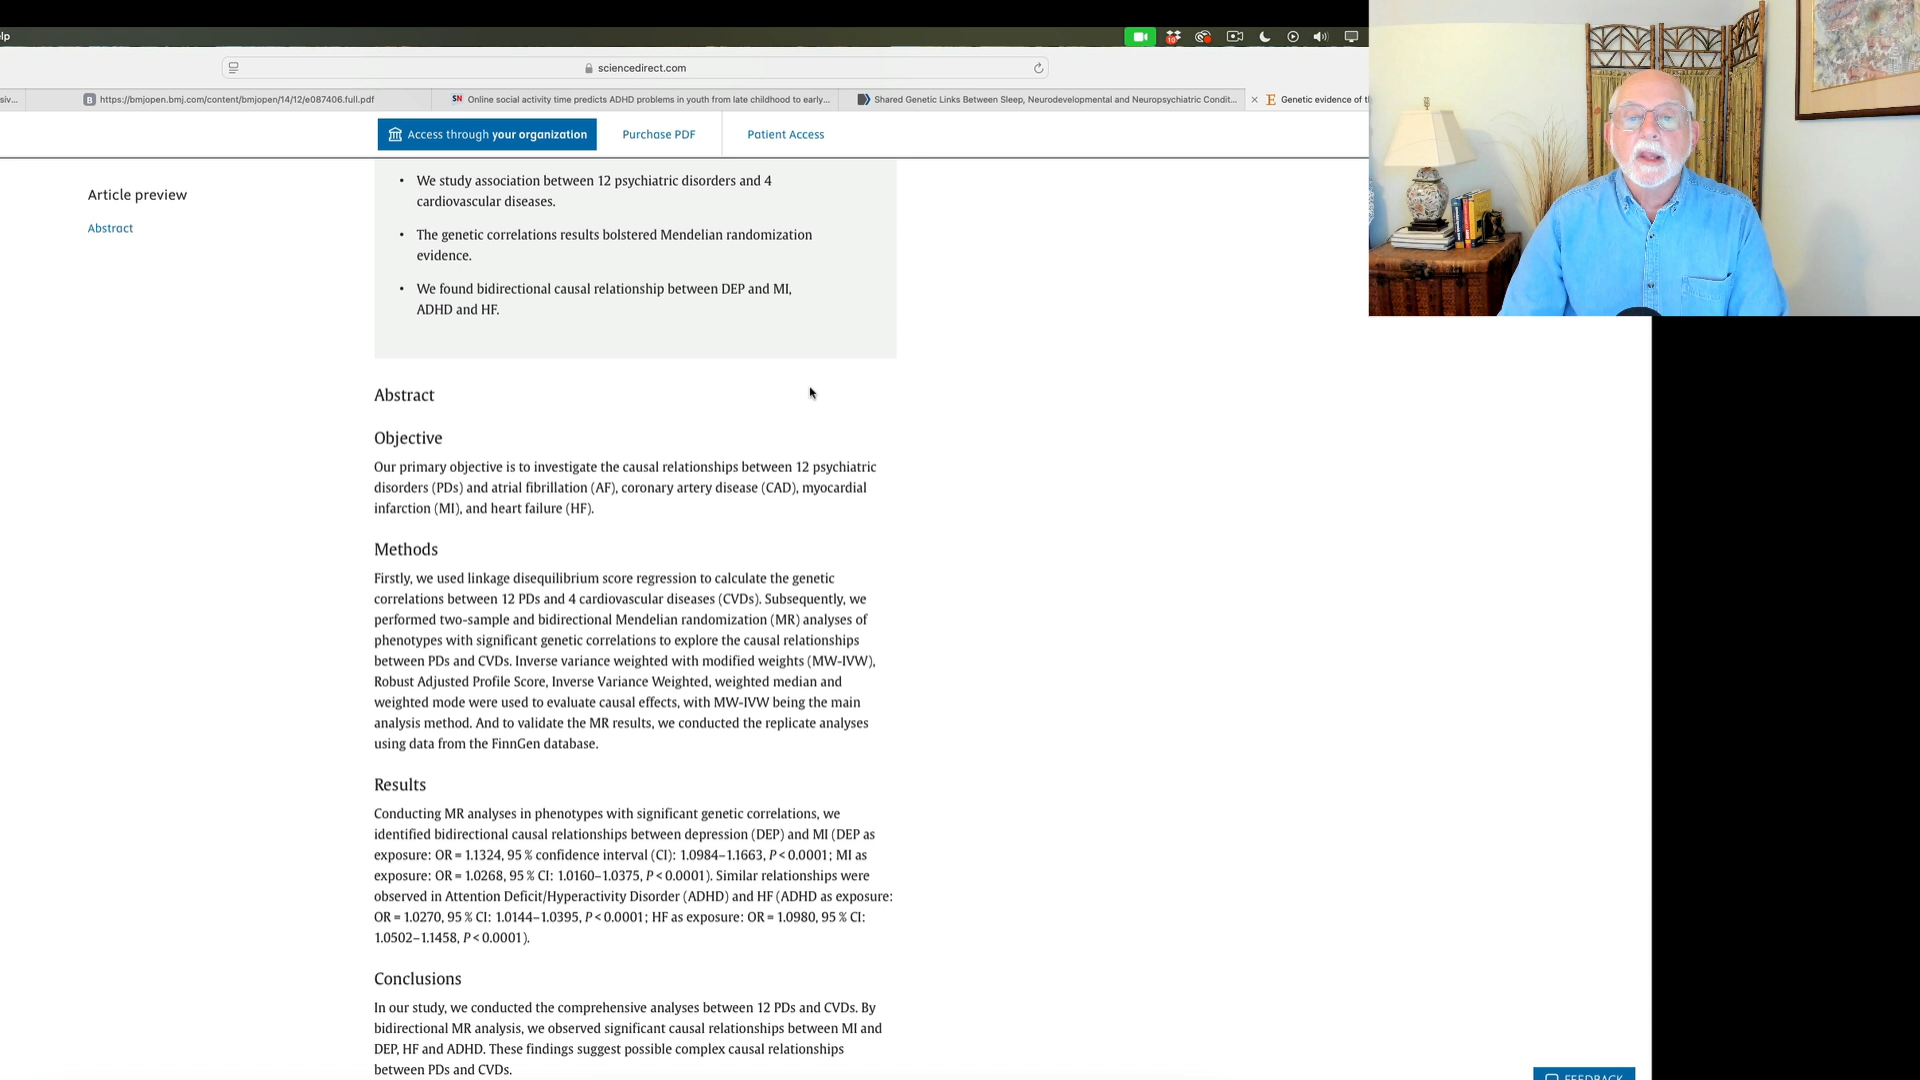 lp
10
sciencedirect.com
siv...
B https://bmjopen.bmj.com/content/bmjopen/14/12/e087406.full.pdf
SN Online social activity time predicts ADHD problems in youth from late childhood to early...
Shared Genetic Links Between Sleep, Neurodevelopmental and Neuropsychiatric Condit...
E Genetic evidence of t
Access through your organization
Purchase PDF
Patient Access
Article preview
Abstract
• We study association between 12 psychiatric disorders and 4
cardiovascular diseases.
• The genetic correlations results bolstered Mendelian randomization
evidence.
• We found bidirectional causal relationship between DEP and MI,
ADHD and HF.
Abstract
Objective
Our primary objective is to investigate the causal relationships between 12 psychiatric
disorders (PDs) and atrial fibrillation (AF), coronary artery disease (CAD), myocardial
infarction (MI), and heart failure (HF).
Methods
Firstly, we used linkage disequilibrium score regression to calculate the genetic
correlations between 12 PDs and 4 cardiovascular diseases (CVDs). Subsequently, we
performed two-sample and bidirectional Mendelian randomization (MR) analyses of
phenotypes with significant genetic correlations to explore the causal relationships
between PDs and CVDs. Inverse variance weighted with modified weights (MW-IVW),
Robust Adjusted Profile Score, Inverse Variance Weighted, weighted median and
weighted mode were used to evaluate causal effects, with MW-IVW being the main
analysis method. And to validate the MR results, we conducted the replicate analyses
using data from the FinnGen database.
Results
Conducting MR analyses in phenotypes with significant genetic correlations, we
identified bidirectional causal relationships between depression (DEP) and MI (DEP as
exposure: OR = 1.1324, 95 % confidence interval (CI): 1.0984–1.1663, P < 0.0001; MI as
exposure: OR = 1.0268, 95 % CI: 1.0160–1.0375, P < 0.0001). Similar relationships were
observed in Attention Deficit/Hyperactivity Disorder (ADHD) and HF (ADHD as exposure:
OR = 1.0270, 95 % CI: 1.0144–1.0395, P < 0.0001; HF as exposure: OR = 1.0980, 95 % CI:
1.0502–1.1458, P < 0.0001).
Conclusions
In our study, we conducted the comprehensive analyses between 12 PDs and CVDs. By
bidirectional MR analysis, we observed significant causal relationships between MI and
DEP, HF and ADHD. These findings suggest possible complex causal relationships
between PDs and CVDs.
FEEDBACK